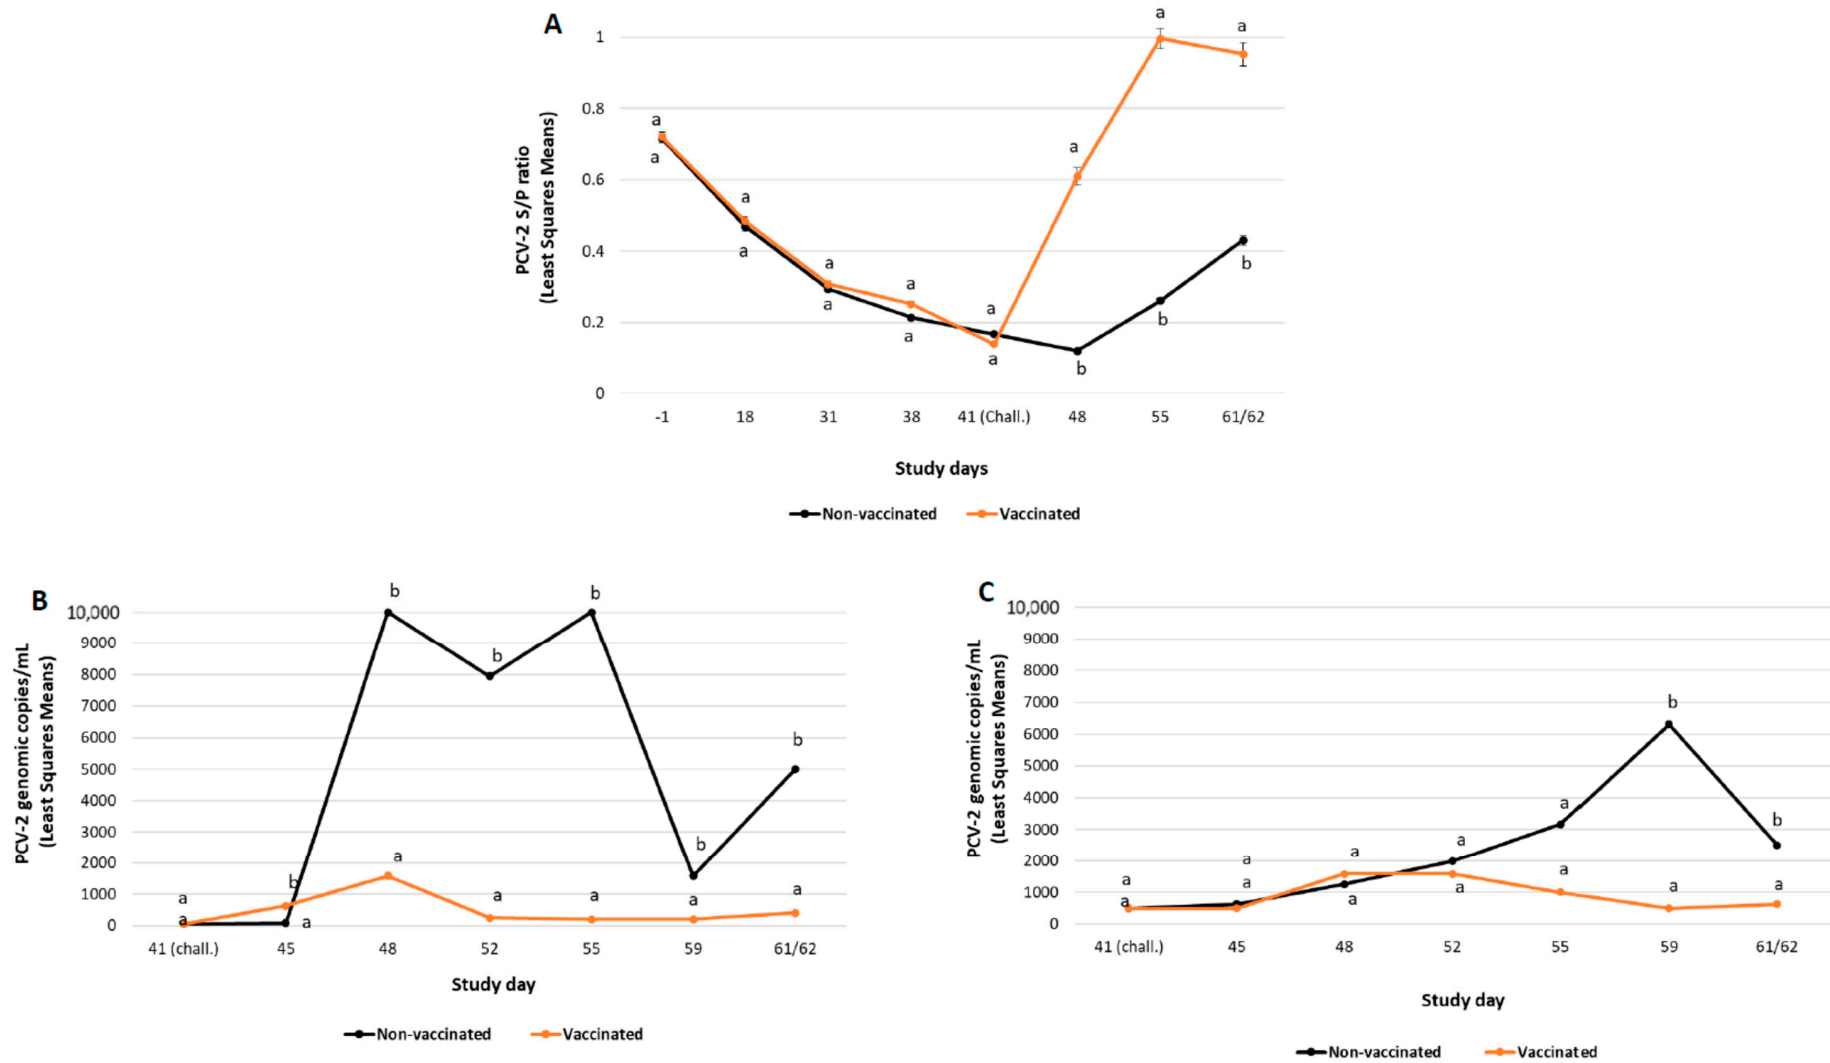 A
PCV-2 S/P ratio
(Least Squares Means)
1
0.8
0.6
0.4
0.2
0
a
a
a
a
a
a
a
a
a
a
a
b
a
b
a
b
-1
18
31
38
41 (Chall.)
48
55
61/62
Study days
Non-vaccinated
Vaccinated
B
PCV-2 genomic copies/mL
(Least Squares Means)
10,000
9000
8000
7000
6000
5000
4000
3000
2000
1000
0
a
a
b
a
b
a
b
a
b
a
b
a
b
a
41 (chall.)
45
48
52
55
59
61/62
Study day
Non-vaccinated
Vaccinated
C
PCV-2 genomic copies/mL
(Least Squares Means)
10,000
9000
8000
7000
6000
5000
4000
3000
2000
1000
0
a
a
a
a
a
a
a
a
a
a
b
a
b
a
41 (chall.)
45
48
52
55
59
61/62
Study day
Non-vaccinated
Vaccinated